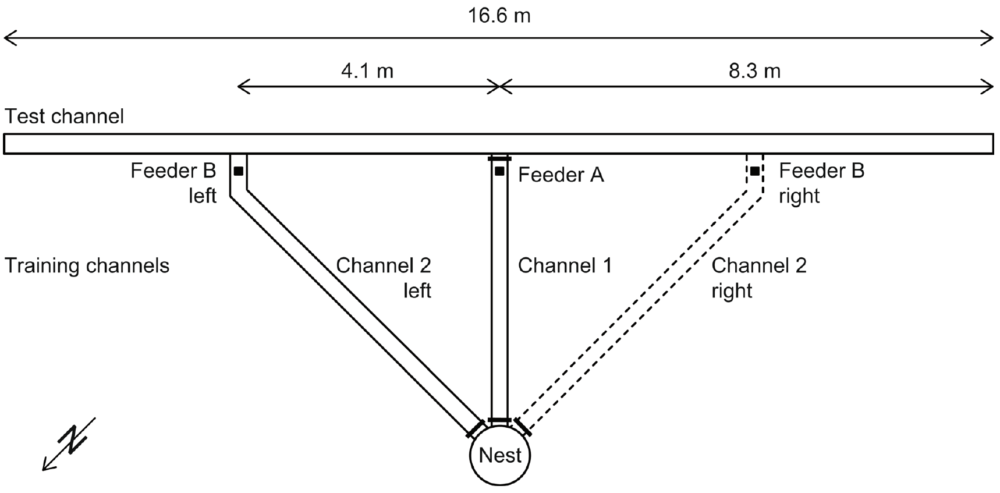 16.6 m
4.1 m
8.3 m
Test channel
Feeder B
left
Feeder A
Feeder B
right
Training channels
Channel 2
left
Channel 1
Channel 2
right
N
Nest